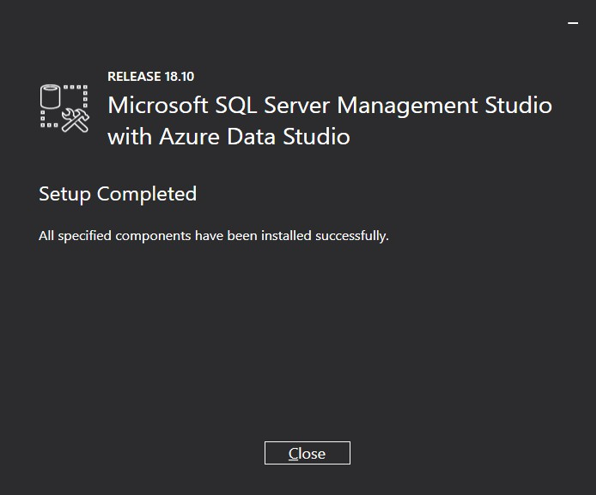 RELEASE 18.10
Microsoft SQL Server Management Studio
with Azure Data Studio
Setup Completed
All specified components have been installed successfully.
Close